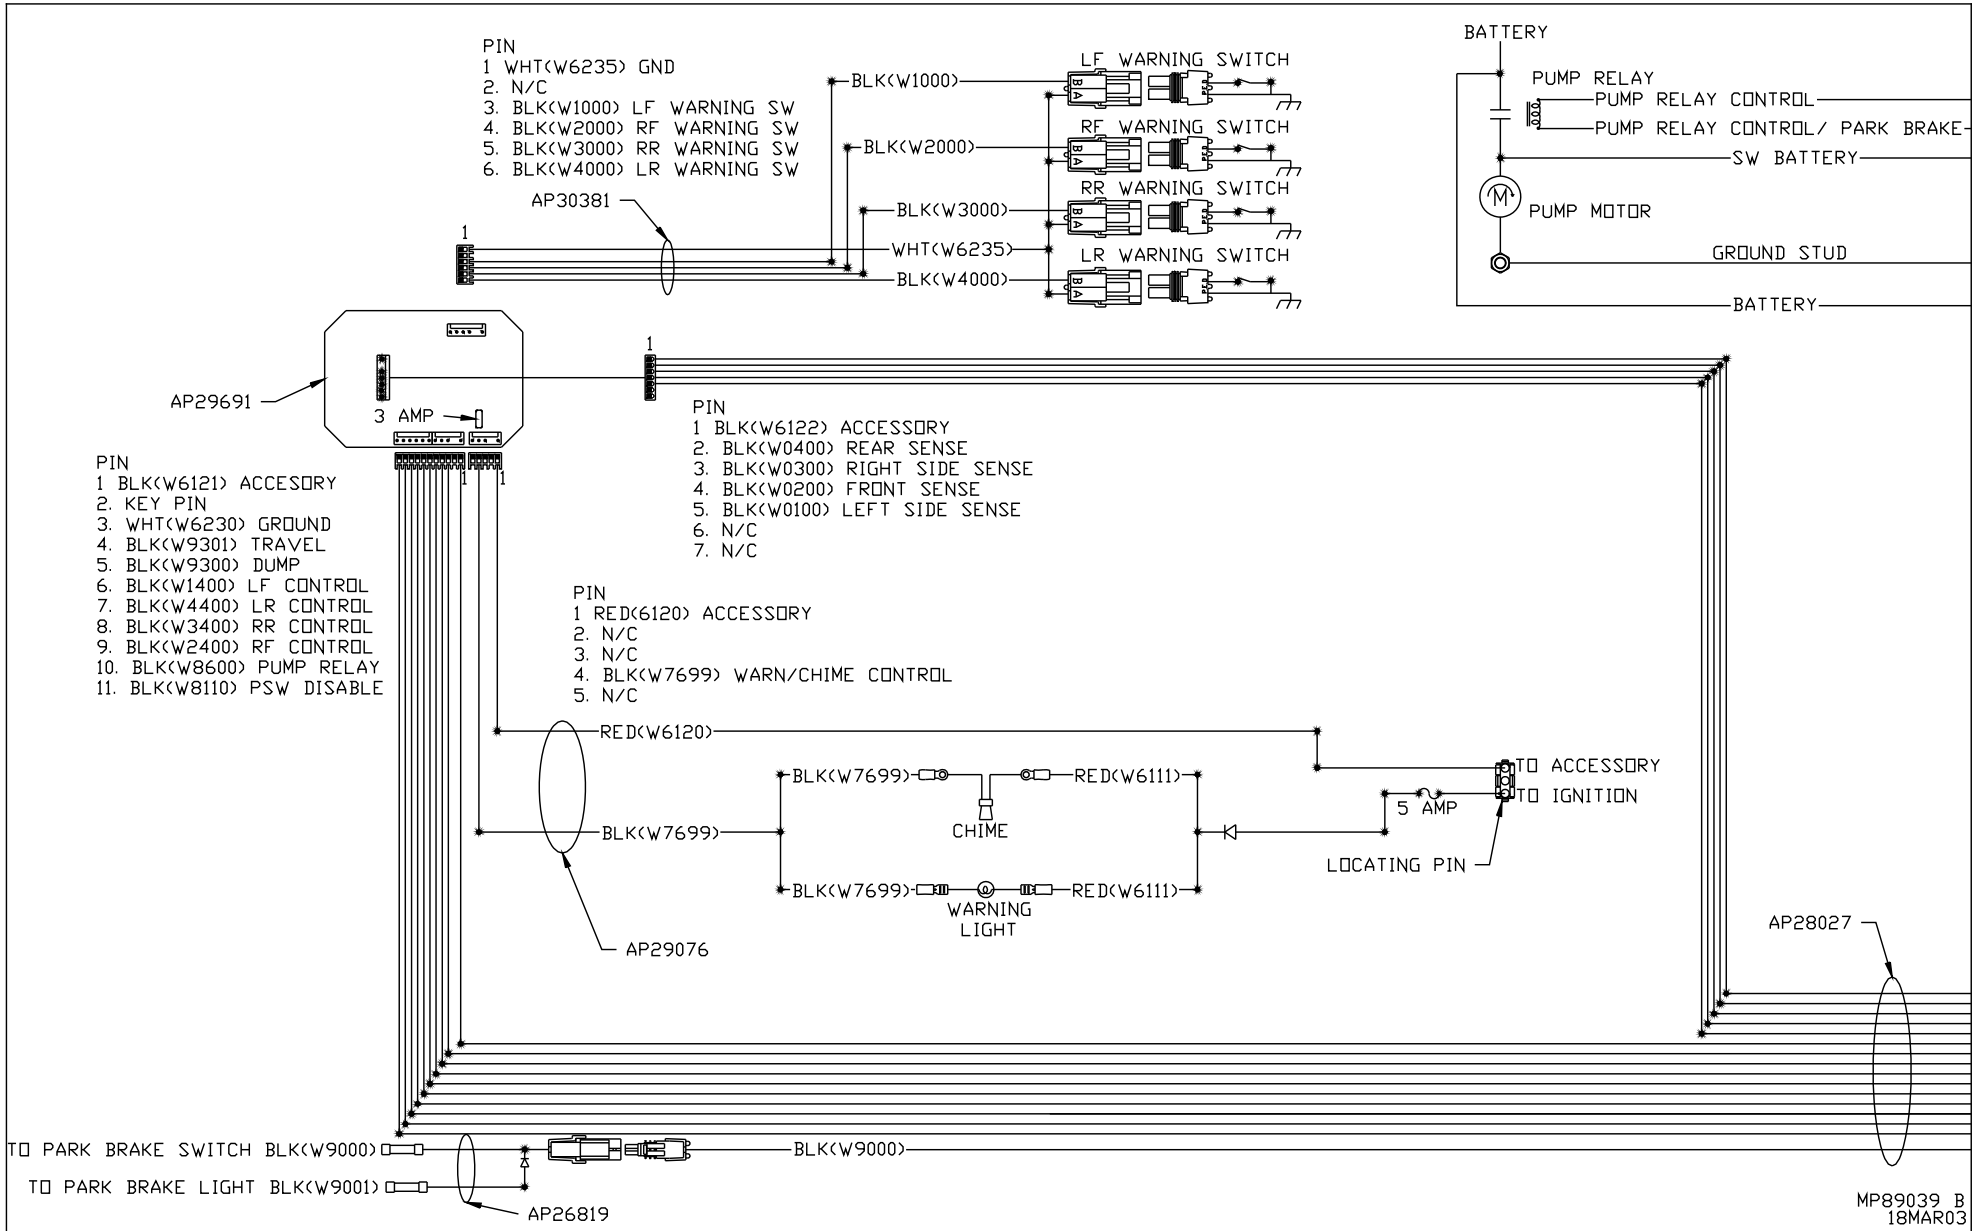 PIN
1 WHT(W6235) GND
2. N/C
3. BLK(W1000) LF WARNING SW
4. BLK(W2000) RF WARNING SW
5. BLK(W3000) RR WARNING SW
6. BLK(W4000) LR WARNING SW
AP30381
1
BLK(W1000)
BLK(W2000)
BLK(W3000)
WHT(W6235)
BLK(W4000)
LF WARNING SWITCH
B
A
RF WARNING SWITCH
B
A
RR WARNING SWITCH
B
A
LR WARNING SWITCH
B
A
BATTERY
PUMP RELAY
PUMP RELAY CONTROL
PUMP RELAY CONTROL/ PARK BRAKE
SW BATTERY
M
PUMP MOTOR
GROUND STUD
BATTERY
AP29691
3 AMP
1
1
1
PIN
1 BLK(W6122) ACCESSORY
2. BLK(W0400) REAR SENSE
3. BLK(W0300) RIGHT SIDE SENSE
4. BLK(W0200) FRONT SENSE
5. BLK(W0100) LEFT SIDE SENSE
6. N/C
7. N/C
PIN
1 BLK(W6121) ACCESORY
2. KEY PIN
3. WHT(W6230) GROUND
4. BLK(W9301) TRAVEL
5. BLK(W9300) DUMP
6. BLK(W1400) LF CONTROL
7. BLK(W4400) LR CONTROL
8. BLK(W3400) RR CONTROL
9. BLK(W2400) RF CONTROL
10. BLK(W8600) PUMP RELAY
11. BLK(W8110) PSW DISABLE
PIN
1 RED(6120) ACCESSORY
2. N/C
3. N/C
4. BLK(W7699) WARN/CHIME CONTROL
5. N/C
RED(W6120)
BLK(W7699)
RED(W6111)
CHIME
BLK(W7699)
BLK(W7699)
RED(W6111)
WARNING
LIGHT
TO ACCESSORY
TO IGNITION
5 AMP
LOCATING PIN
AP29076
AP28027
TO PARK BRAKE SWITCH BLK(W9000)
BLK(W9000)
TO PARK BRAKE LIGHT BLK(W9001)
AP26819
MP89039 B
18MAR03